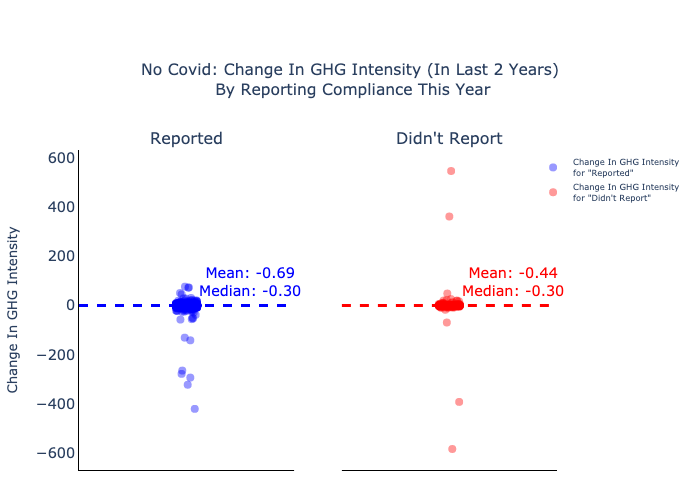 No Covid: Change In GHG Intensity (In Last 2 Years)
By Reporting Compliance This Year
Reported
Didn't Report
Change In GHG Intensity
for "Reported"
Change In GHG Intensity
for "Didn't Report"
600
400
200
0
−200
−400
−600
Change In GHG Intensity
Mean: -0.69
Median: -0.30
Mean: -0.44
Median: -0.30